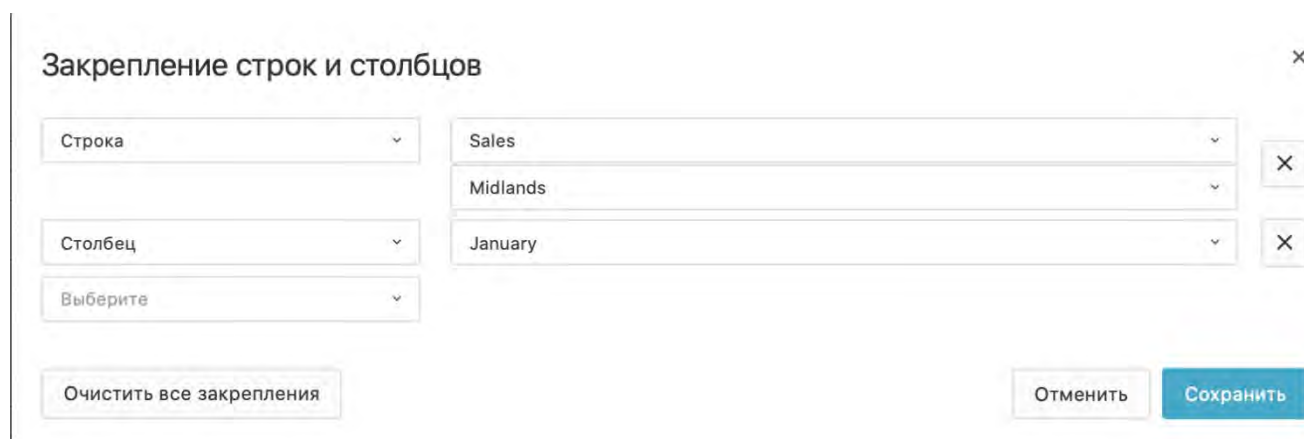 Закрепление строк и столбцов
Строка
Sales
Midlands
Столбец
January
Выберите
Очистить все закрепления
Отменить
Сохранить